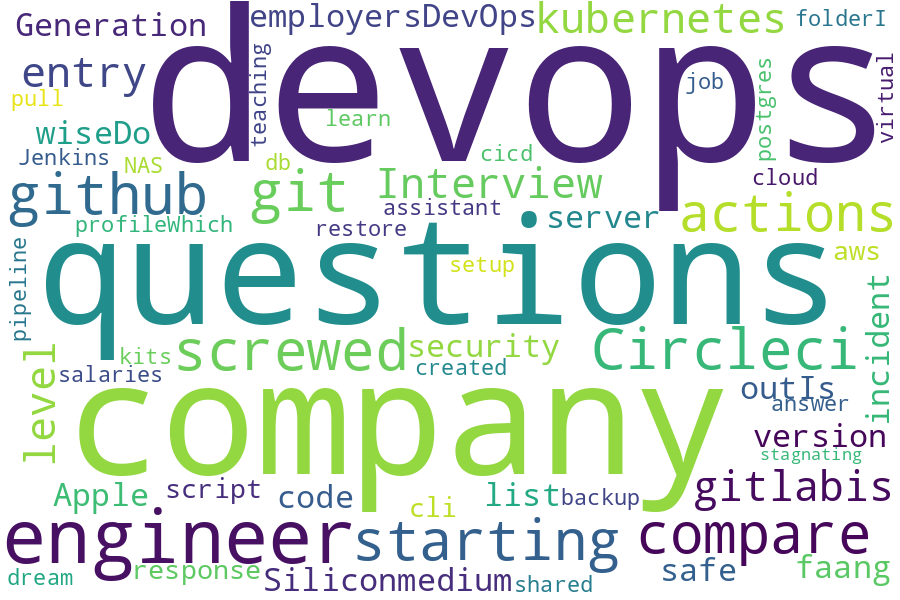 Generation
employersDevOps
kubernetes
folderI
devops
entry
teaching
job
postgres
virtual
pull
learn
wiseDo
Jenkins
NAS
db
cicd
cloud
github
git
Interview
assistant
server
actions
profileWhich
restore
questions
setup
aws
pipeline
level
kits
screwed
security
Circleci
incident
salaries
created
company
outIs
answer
version
stagnating
Apple
script
code
cli
list
backup
gitlabis
engineer
starting
compare
dream
response
Siliconmedium
shared
safe
faang